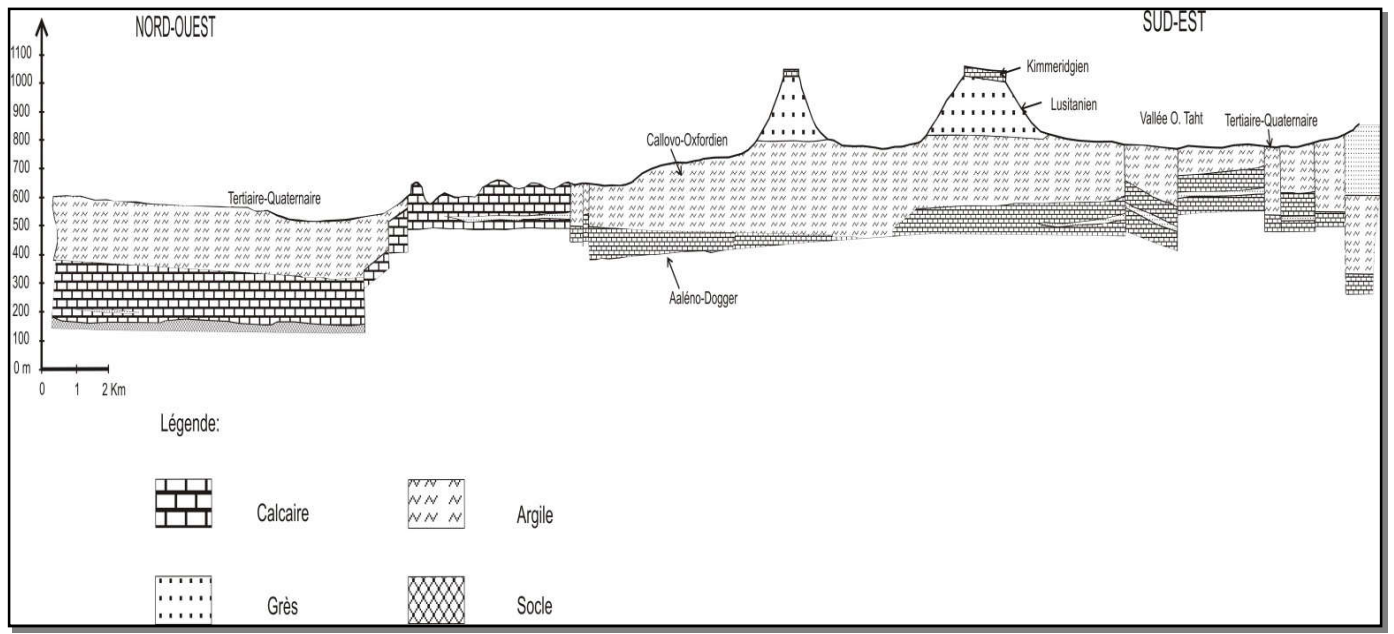 NORD-OUEST
SUD-EST
1100
1000
900
800
700
600
500
400
300
200
100
0 m
0 1 2 Km
Kimmeridgien
Lusitanien
Vallée O. Taht
Tertiaire-Quaternaire
Callovo-Oxfordien
Tertiaire-Quaternaire
Aaléno-Dogger
Légende:
Calcaire
Argile
Grès
Socle